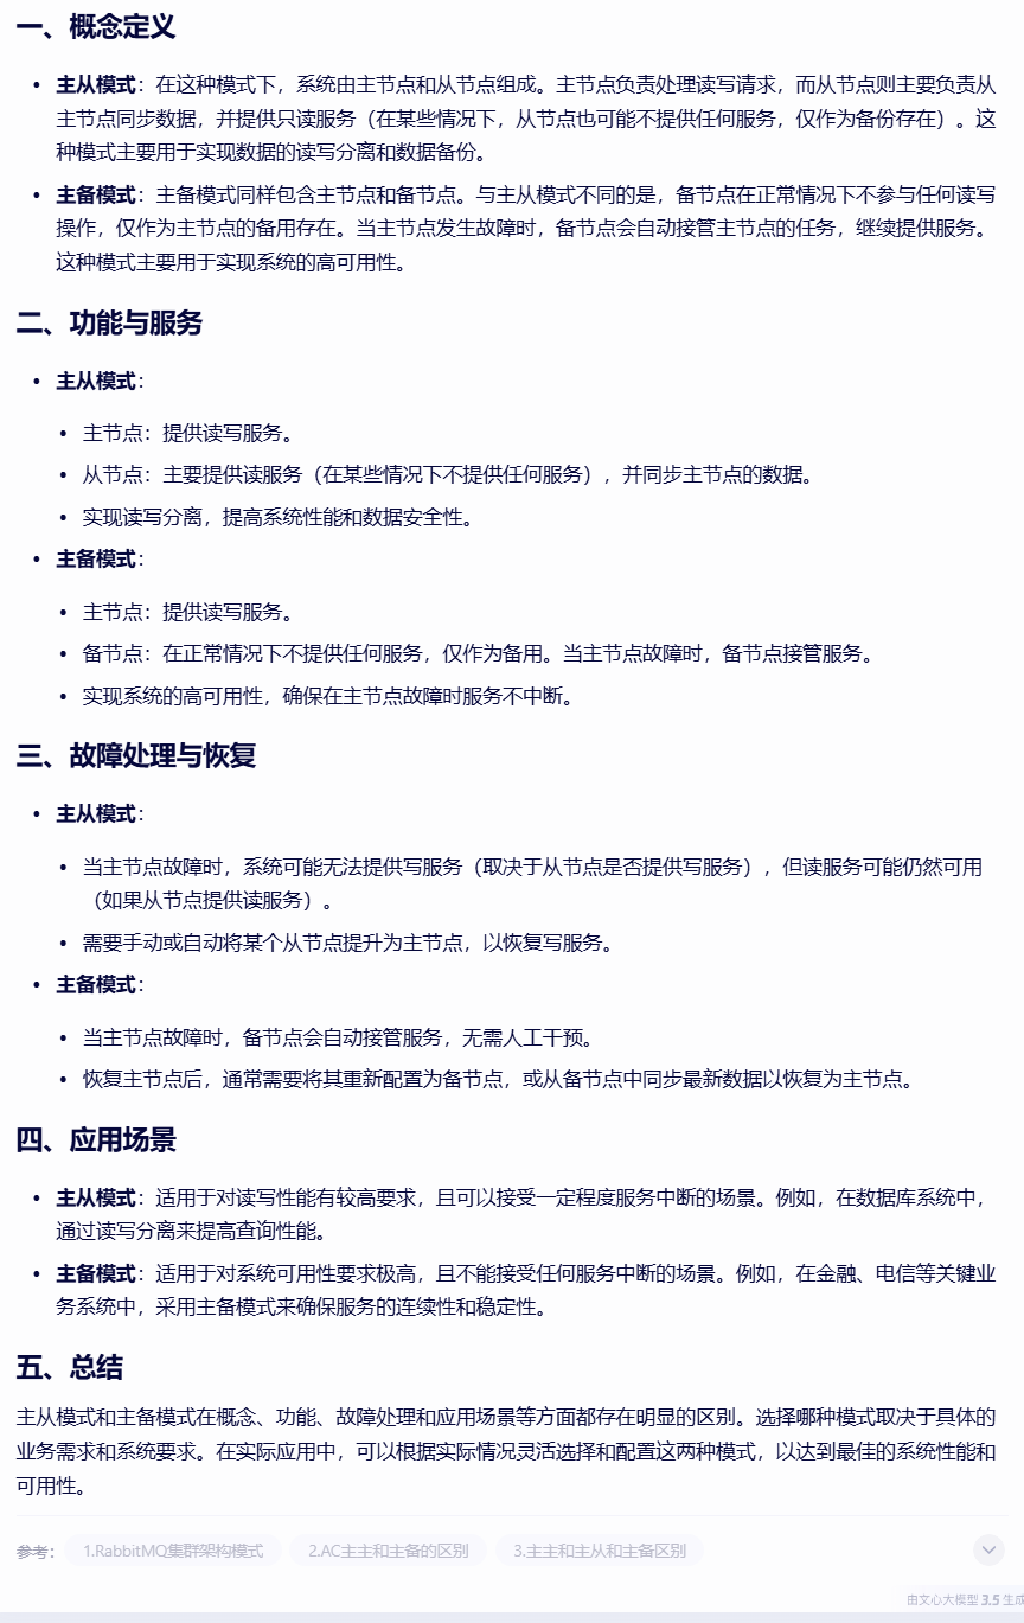 一、概念定义
• 主从模式：在这种模式下，系统由主节点和从节点组成。主节点负责处理读写请求，而从节点则主要负责从
主节点同步数据，并提供只读服务（在某些情况下，从节点也可能不提供任何服务，仅作为备份存在）。这
种模式主要用于实现数据的读写分离和数据备份。
• 主备模式：主备模式同样包含主节点和备节点。与主从模式不同的是，备节点在正常情况下不参与任何读写
操作，仅作为主节点的备用存在。当主节点发生故障时，备节点会自动接管主节点的任务，继续提供服务。
这种模式主要用于实现系统的高可用性。
二、功能与服务
• 主从模式：
• 主节点：提供读写服务。
• 从节点：主要提供读服务（在某些情况下不提供任何服务），并同步主节点的数据。
• 实现读写分离，提高系统性能和数据安全性。
• 主备模式：
• 主节点：提供读写服务。
• 备节点：在正常情况下不提供任何服务，仅作为备用。当主节点故障时，备节点接管服务。
• 实现系统的高可用性，确保在主节点故障时服务不中断。
三、故障处理与恢复
• 主从模式：
• 当主节点故障时，系统可能无法提供写服务（取决于从节点是否提供写服务），但读服务可能仍然可用
（如果从节点提供读服务）。
• 需要手动或自动将某个从节点提升为主节点，以恢复写服务。
• 主备模式：
• 当主节点故障时，备节点会自动接管服务，无需人工干预。
• 恢复主节点后，通常需要将其重新配置为备节点，或从备节点中同步最新数据以恢复为主节点。
四、应用场景
• 主从模式：适用于对读写性能有较高要求，且可以接受一定程度服务中断的场景。例如，在数据库系统中，
通过读写分离来提高查询性能。
• 主备模式：适用于对系统可用性要求极高，且不能接受任何服务中断的场景。例如，在金融、电信等关键业
务系统中，采用主备模式来确保服务的连续性和稳定性。
五、总结
主从模式和主备模式在概念、功能、故障处理和应用场景等方面都存在明显的区别。选择哪种模式取决于具体的
业务需求和系统要求。在实际应用中，可以根据实际情况灵活选择和配置这两种模式，以达到最佳的系统性能和
可用性。
参考： 1.RabbitMQ集群架构模式 2.AC主主和主备的区别 3.主主和主从和主备区别
由文心大模型 3.5 生成